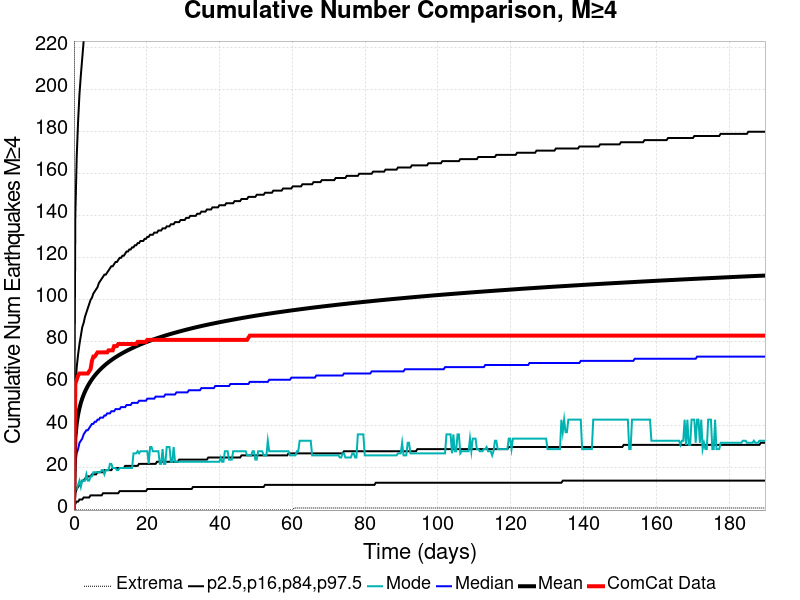 Cumulative Number Comparison, M≥4
Cumulative Num Earthquakes M≥4
220
200
180
160
140
120
100
80
60
40
20
0
0 20 40 60 80 100 120 140 160 180
Time (days)
Extrema p2.5,p16,p84,p97.5 Mode Median Mean ComCat Data